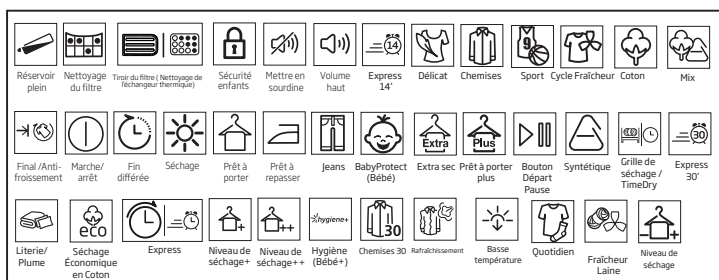 Réservoir plein
Nettoyage du filtre
Tiroir du filtre ( Nettoyage de l'échangeur thermique)
Sécurité enfants
Mettre en sourdine
Volume haut
14
Express 14'
Délicat
Chemises
9
Sport
Cycle Fraîcheur
Coton
Mix
Final /Anti-froissement
Marche/ arrêt
Fin différée
Séchage
Prêt à porter
Prêt à repasser
Jeans
BabyProtect (Bébé)
Extra
Extra sec
Plus
Prêt à porter plus
Bouton Départ Pause
Syntétique
Grille de séchage / TimeDry
30
Express 30'
Literie/ Plume
eco
Séchage Économique en Coton
Express
+
Niveau de séchage+
++
Niveau de séchage++
hygiene+
Hygiène (Bébé+)
30
Chemises 30
Rafraîchissement
Basse température
Quotidien
Fraîcheur Laine
- +
Niveau de séchage